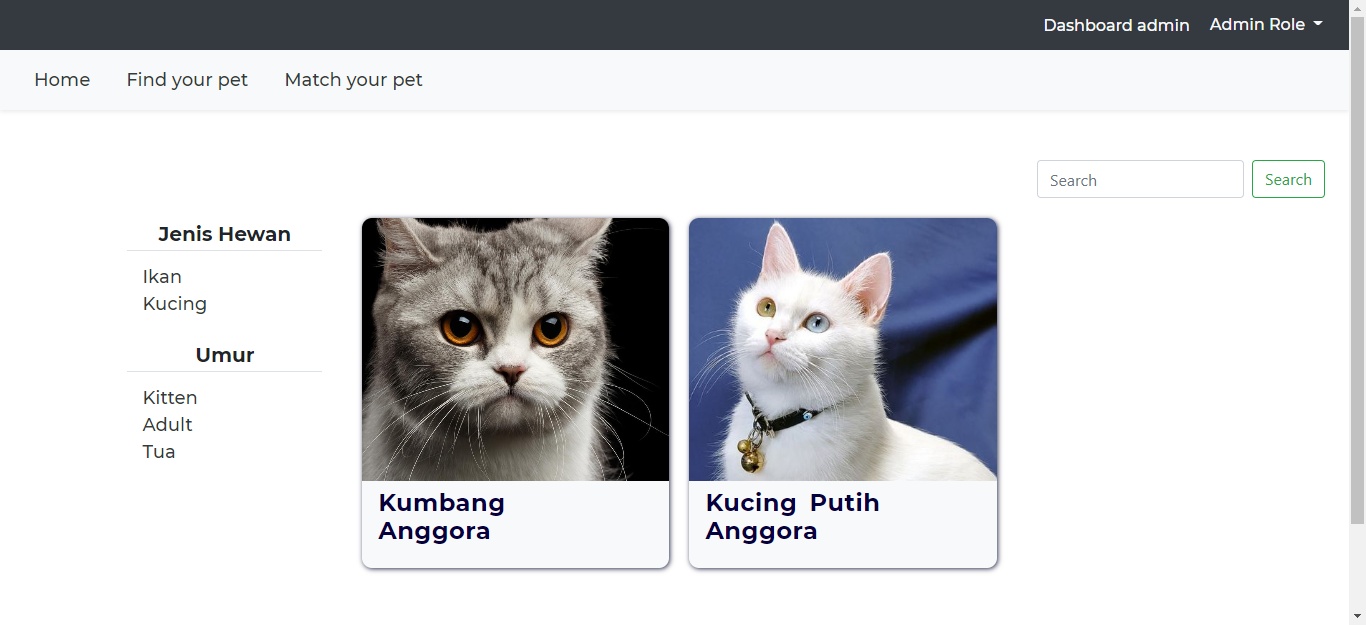 Dashboard admin Admin Role
Home Find your pet Match your pet
Search Search
Jenis Hewan
Ikan
Kucing
Umur
Kitten
Adult
Tua
Kumbang
Anggora
Kucing Putih
Anggora